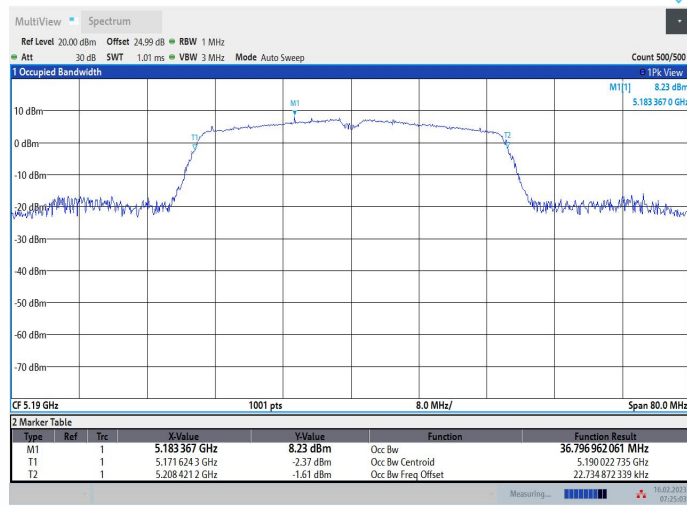 MultiView Spectrum
Ref Level 20.00 dBm Offset 24.99 dB RBW 1 MHz
Att 30 dB SWT 1.01 ms VBW 3 MHz Mode Auto Sweep Count 500/500
1 Occupied Bandwidth 1Pk View
M1[1] 8.23 dBm
5.183 367 0 GHz
M1
10 dBm
T1 T2
0 dBm
-10 dBm
-20 dBm
-30 dBm
-40 dBm
-50 dBm
-60 dBm
-70 dBm
CF 5.19 GHz 1001 pts 8.0 MHz/ Span 80.0 MHz
2 Marker Table
Type Ref Trc X-Value Y-Value Function Function Result
M1 1 5.183 367 GHz 8.23 dBm Occ Bw 36.796 962 061 MHz
T1 1 5.171 624 3 GHz -2.37 dBm Occ Bw Centroid 5.190 022 735 GHz
T2 1 5.208 421 2 GHz -1.61 dBm Occ Bw Freq Offset 22.734 872 339 kHz
Measuring... 16.02.2023
07:25:03